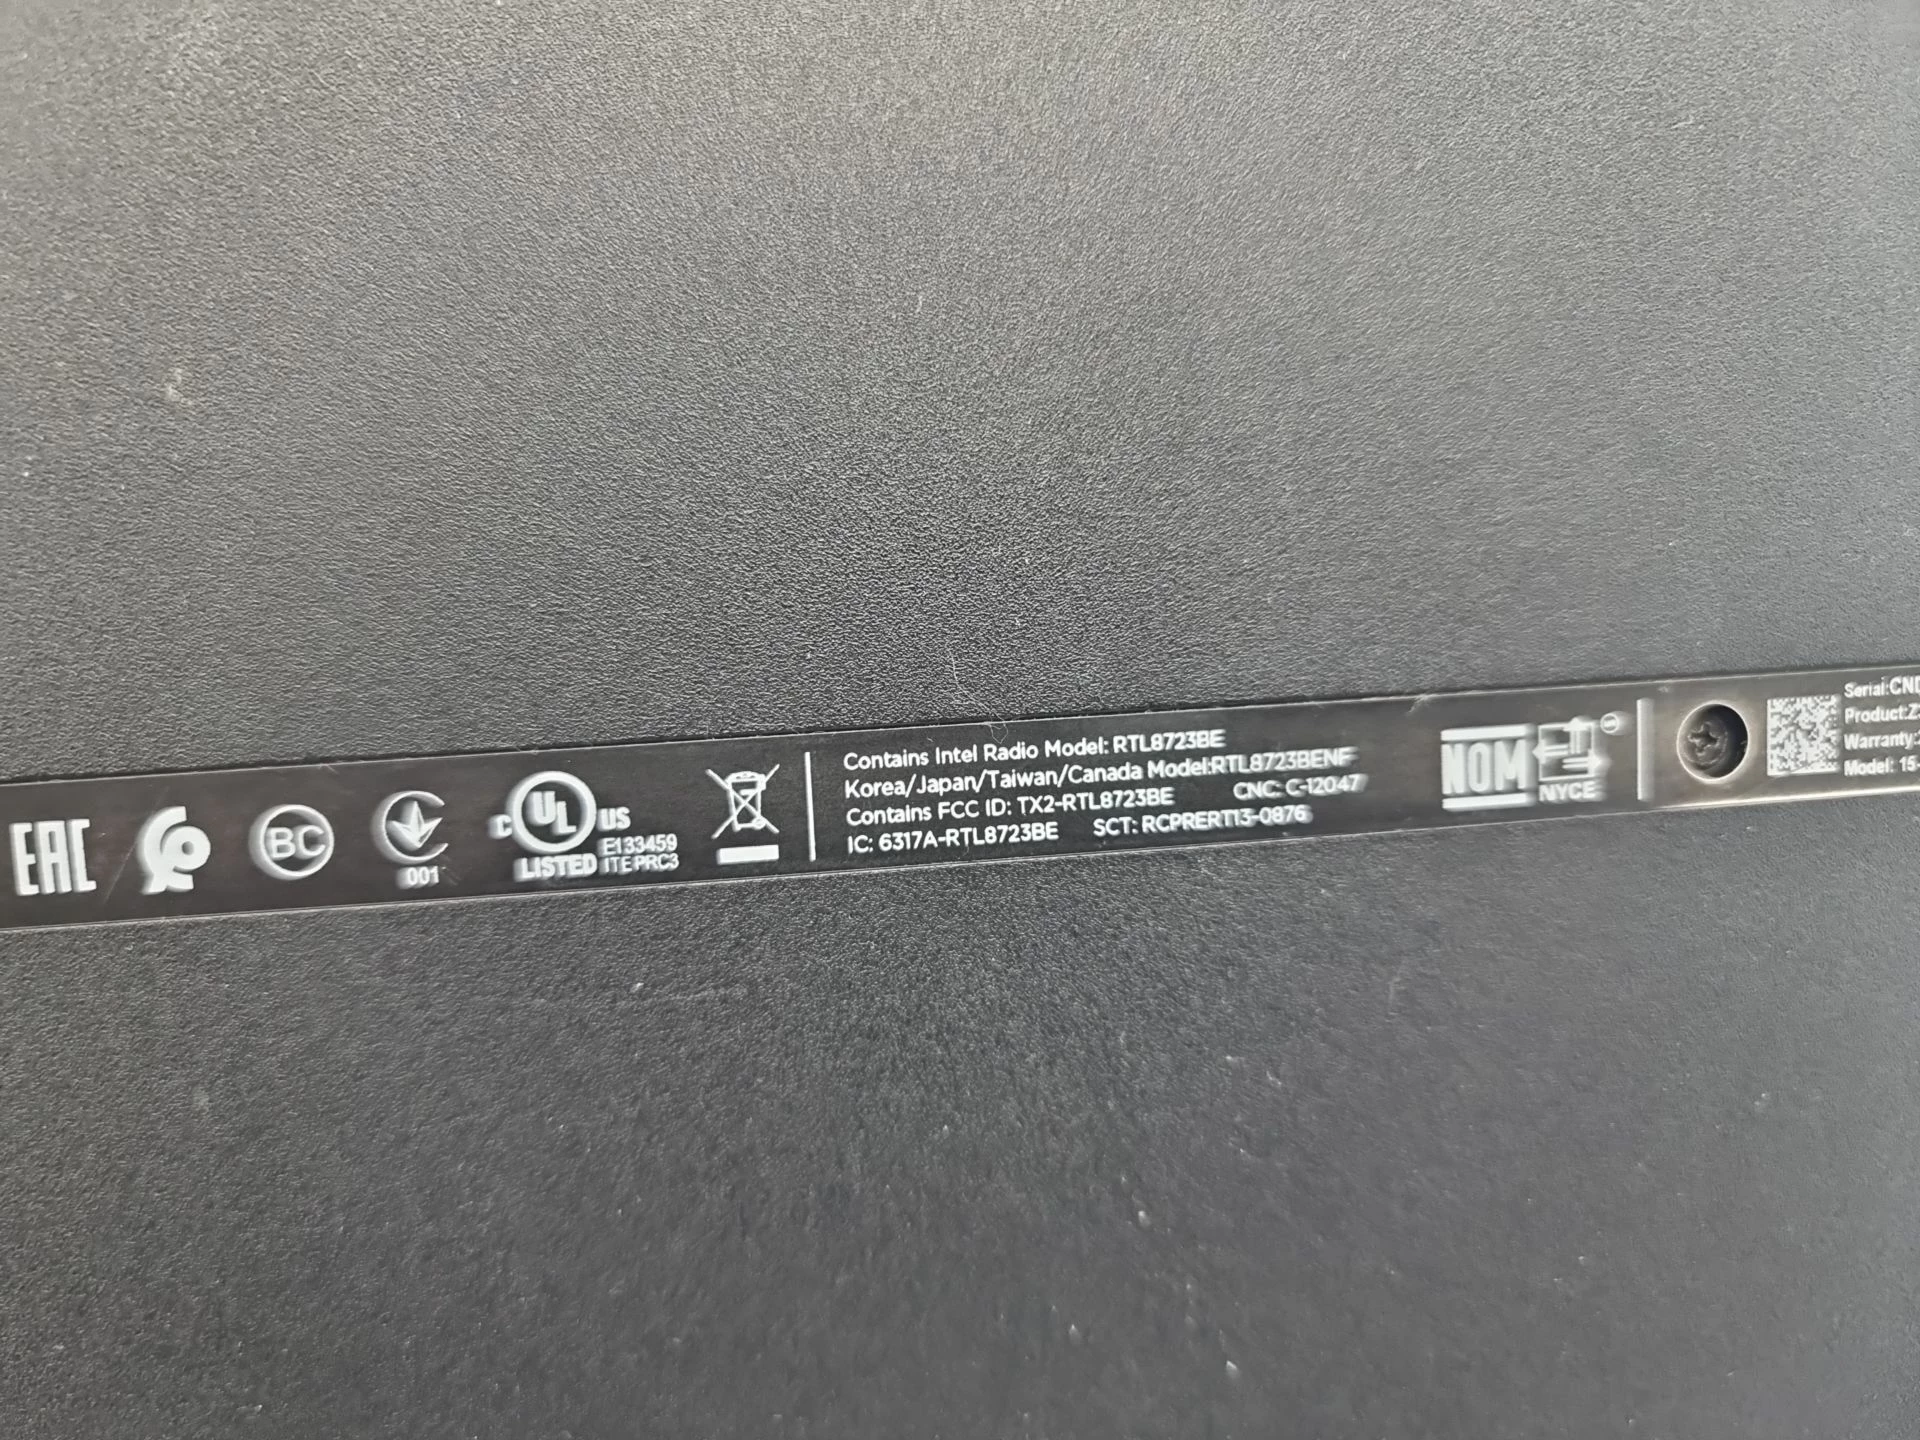 EAC
BC
001
C UL US
LISTED E133459
ITE PRC3
Contains Intel Radio Model: RTL8723BE
Korea/Japan/Taiwan/Canada Model:RTL8723BENF
Contains FCC ID: TX2-RTL8723BE CNC: C-12047
IC: 6317A-RTL8723BE SCT: RCPRERT13-0876
NOM
NYCE
Serial:CND
Product:Z
Warranty:
Model: 15-